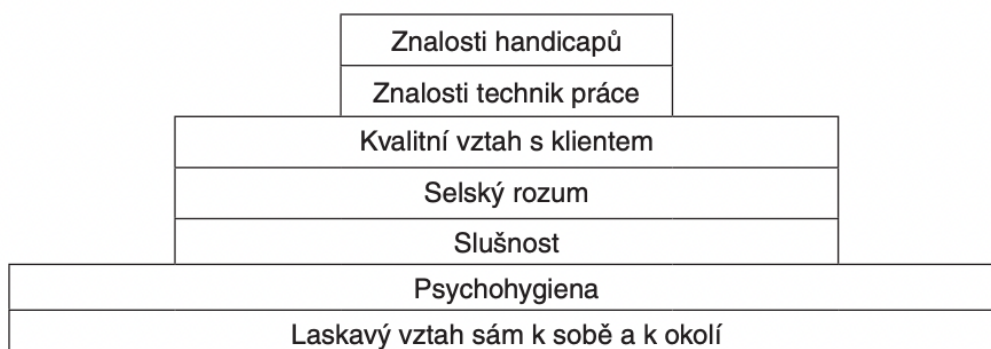 Znalosti handicapů
Znalosti technik práce
Kvalitní vztah s klientem
Selský rozum
Slušnost
Psychohygiena
Laskavý vztah sám k sobě a k okolí